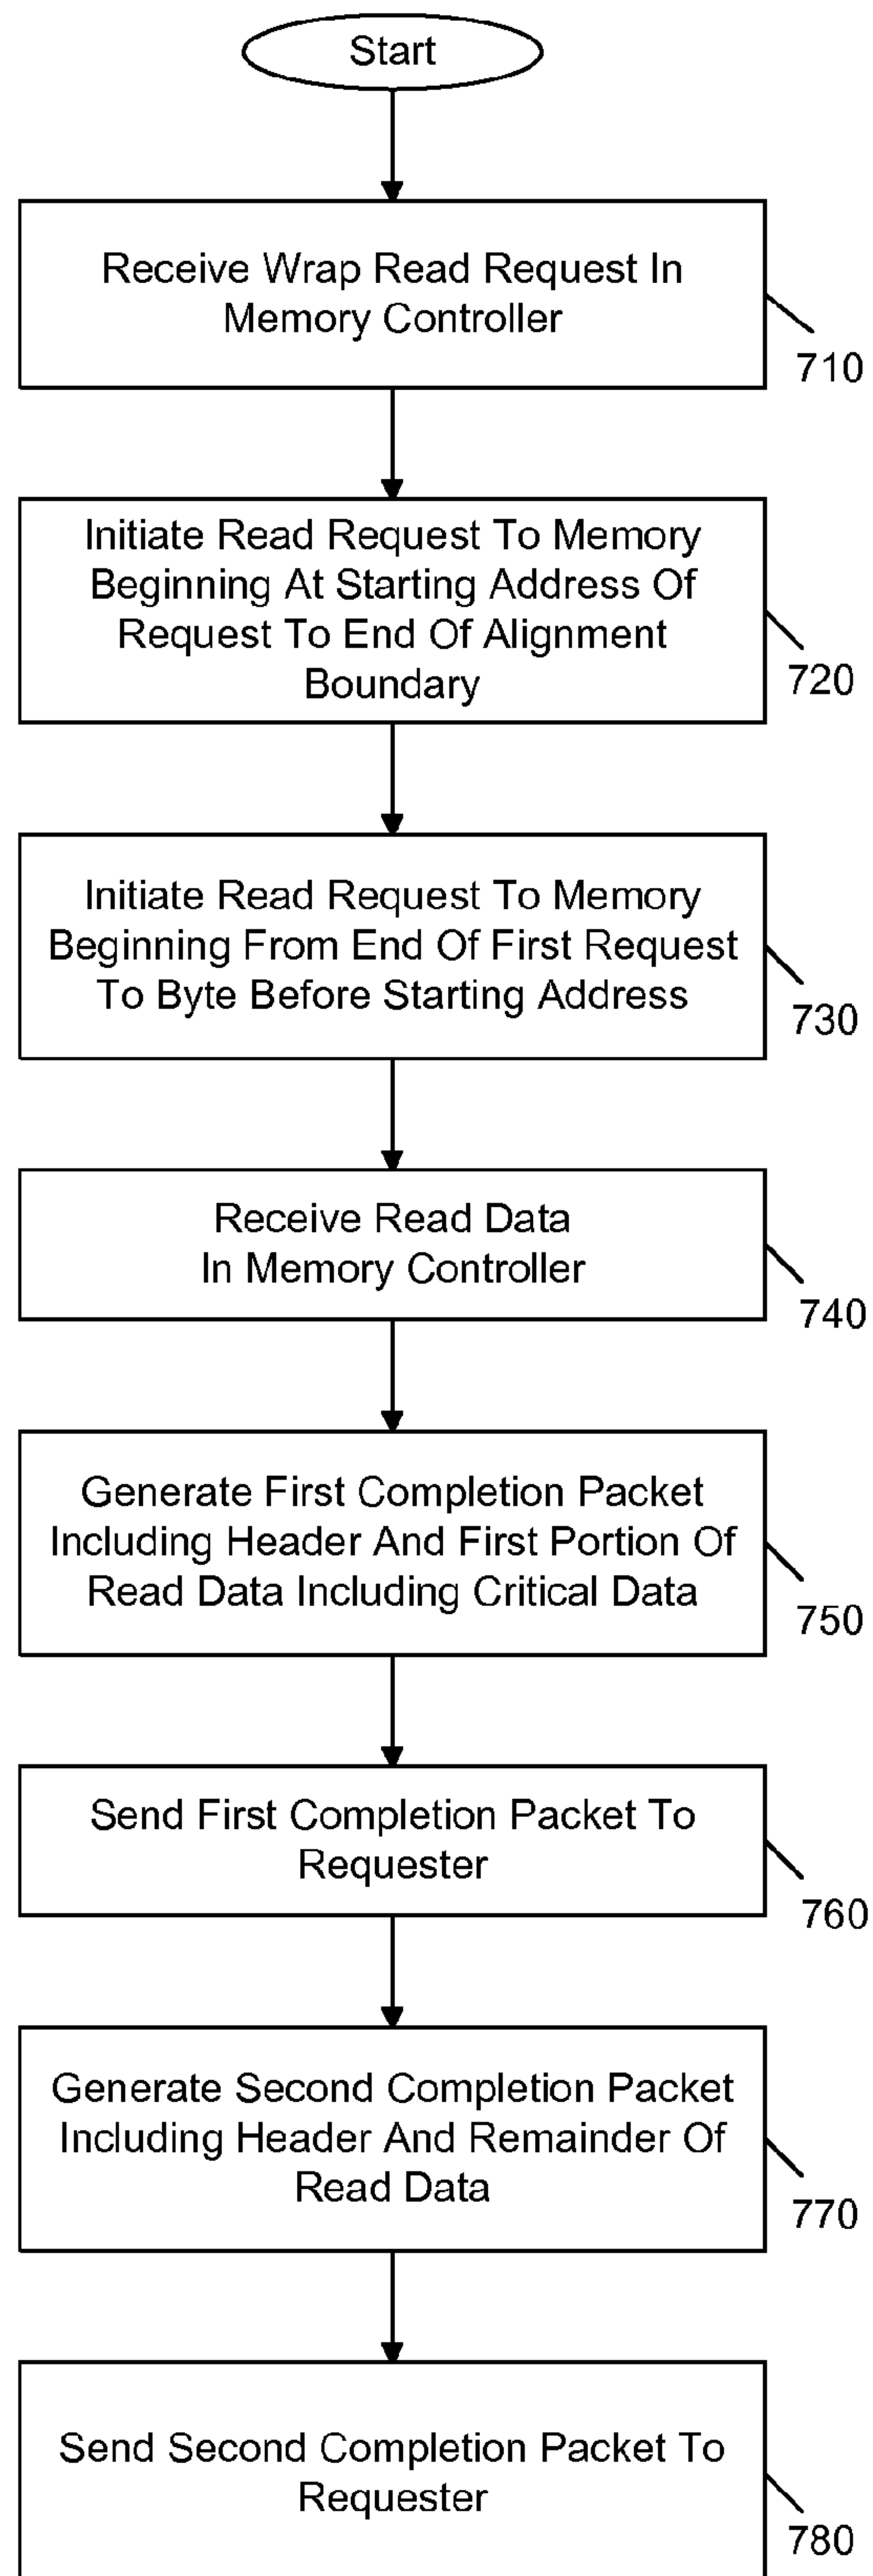 Start
Receive Wrap Read Request In
Memory Controller
710
Initiate Read Request To Memory
Beginning At Starting Address Of
Request To End Of Alignment
Boundary
720
Initiate Read Request To Memory
Beginning From End Of First Request
To Byte Before Starting Address
730
Receive Read Data
In Memory Controller
740
Generate First Completion Packet
Including Header And First Portion Of
Read Data Including Critical Data
750
Send First Completion Packet To
Requester
760
Generate Second Completion Packet
Including Header And Remainder Of
Read Data
770
Send Second Completion Packet To
Requester
780